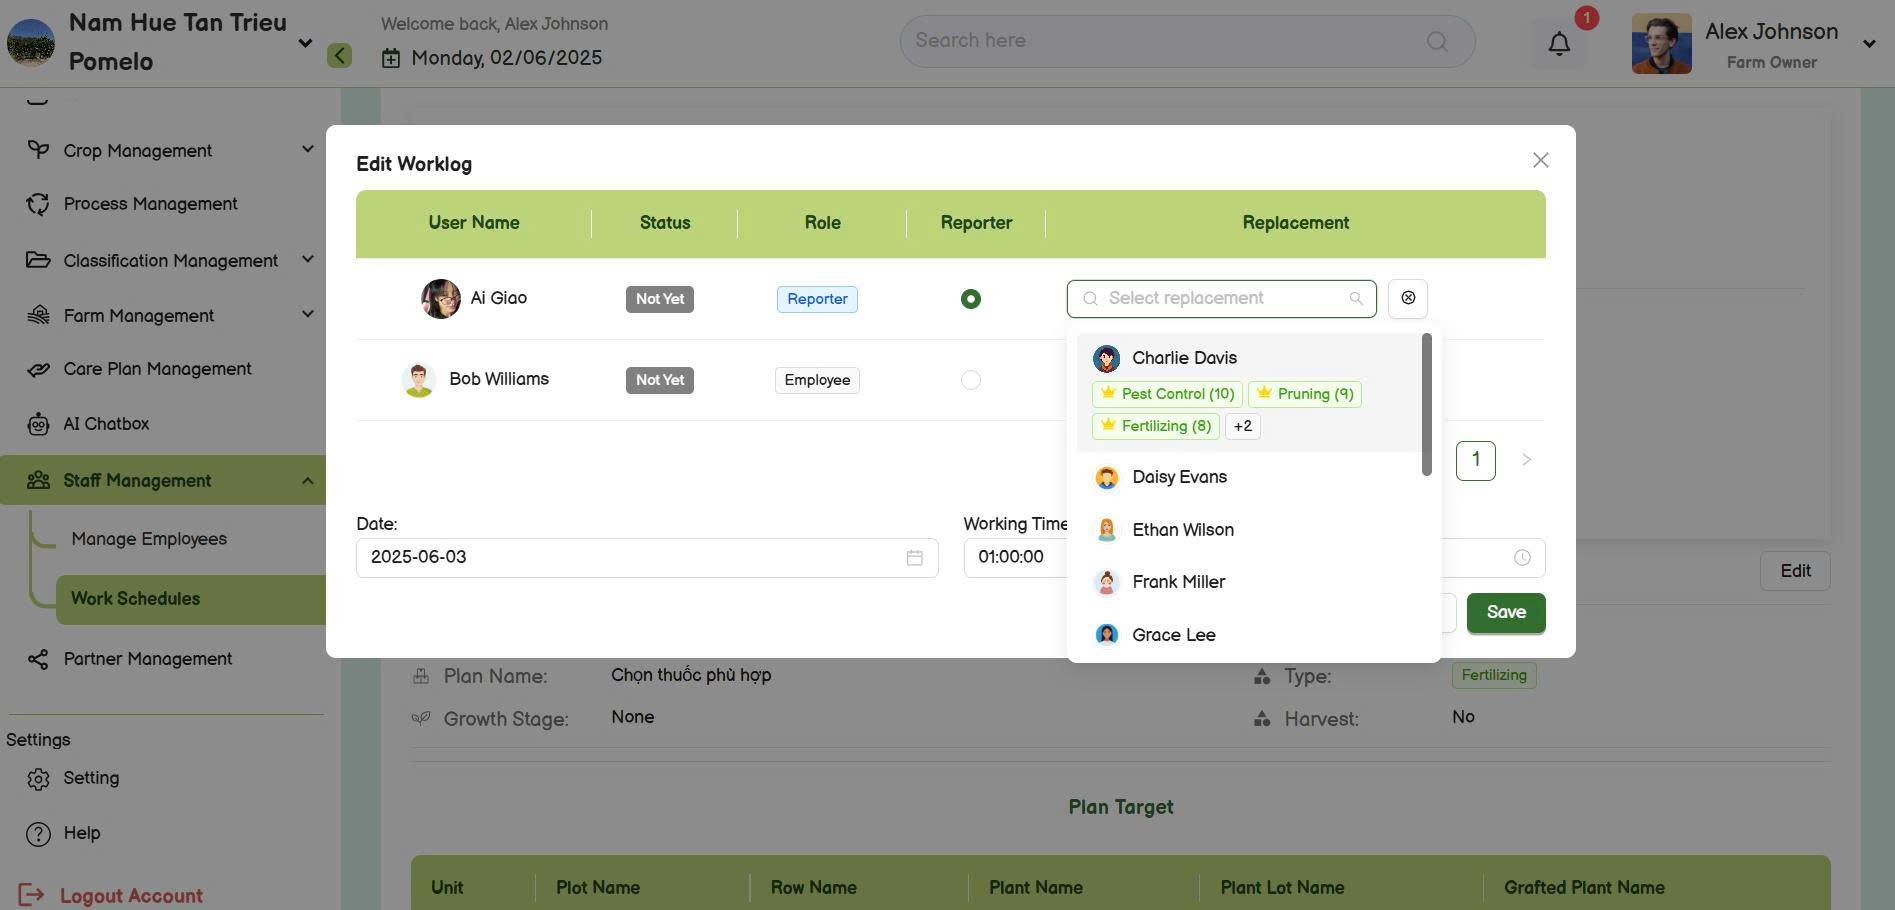 Nam Hue Tan Trieu
Pomelo
Welcome back, Alex Johnson
Monday, 02/06/2025
Search here
1
Alex Johnson
Farm Owner
Crop Management
Process Management
Classification Management
Farm Management
Care Plan Management
AI Chatbox
Staff Management
Manage Employees
Work Schedules
Partner Management
Settings
Setting
Help
Logout Account
Edit Worklog
User Name
Status
Role
Reporter
Replacement
Ai Giao
Not Yet
Reporter
Select replacement
Bob Williams
Not Yet
Employee
Charlie Davis
Pest Control (10)
Pruning (9)
Fertilizing (8)
+2
Daisy Evans
Ethan Wilson
Frank Miller
Grace Lee
1
Date:
2025-06-03
Working Time
01:00:00
Save
Edit
Plan Name:
Chọn thuốc phù hợp
Type:
Fertilizing
Growth Stage:
None
Harvest:
No
Plan Target
Unit
Plot Name
Row Name
Plant Name
Plant Lot Name
Grafted Plant Name